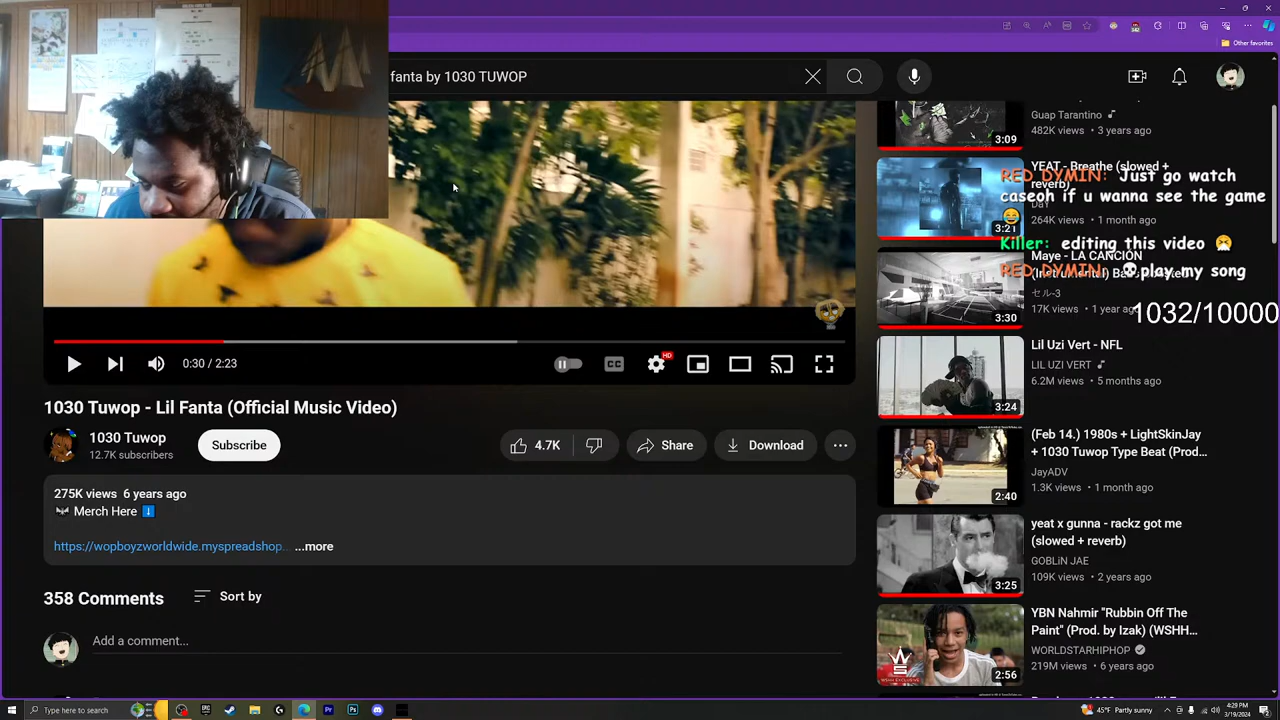 Other favorites
fanta by 1030 TUWOP
0:30 / 2:23
HD
1030 Tuwop - Lil Fanta (Official Music Video)
1030 Tuwop
12.7K subscribers
Subscribe
4.7K
Share
Download
275K views 6 years ago
Merch Here
https://wopboyzworldwide.myspreadshop... ...more
358 Comments
Sort by
Add a comment...
3:09
Guap Tarantino
482K views • 3 years ago
YEAT - Breathe (slowed +
reverb)
264K views • 1 month ago
3:21
RED DYMIN: Just go watch
caseoh if u wanna see the game
Killer: editing this video
RED DYMIN: play my song
1032/10000
Maye - LA CANCIÓN
セル-3
17K views • 1 year ago
3:30
Lil Uzi Vert - NFL
LIL UZI VERT
6.2M views • 5 months ago
3:24
(Feb 14.) 1980s + LightSkinJay
+ 1030 Tuwop Type Beat (Prod...
JayADV
1.3K views • 1 month ago
2:40
yeat x gunna - rackz got me
(slowed + reverb)
GOBLiN JAE
109K views • 2 years ago
3:25
YBN Nahmir "Rubbin Off The
Paint" (Prod. by Izak) (WSHH...
WORLDSTARHIPHOP
219M views • 6 years ago
2:56
WSHH EXCLUSIVE
Type here to search
45°F Partly sunny
4:29 PM
3/19/2024